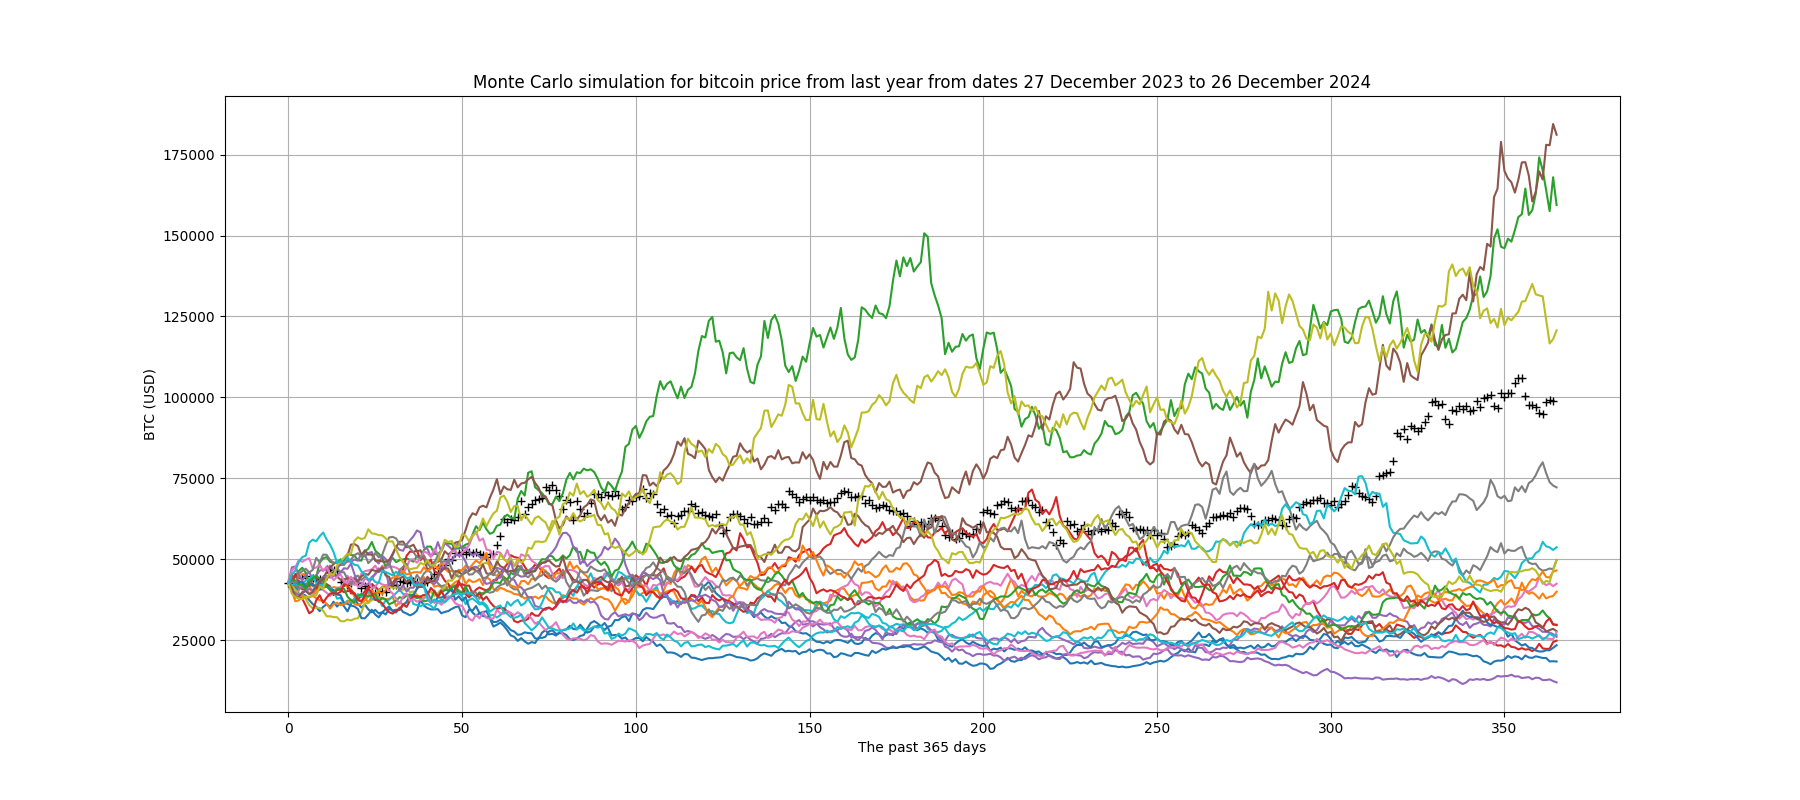 Monte Carlo simulation for bitcoin price from last year from dates 27 December 2023 to 26 December 2024
175000
150000
125000
100000
75000
50000
25000
BTC (USD)
0 50 100 150 200 250 300 350
The past 365 days